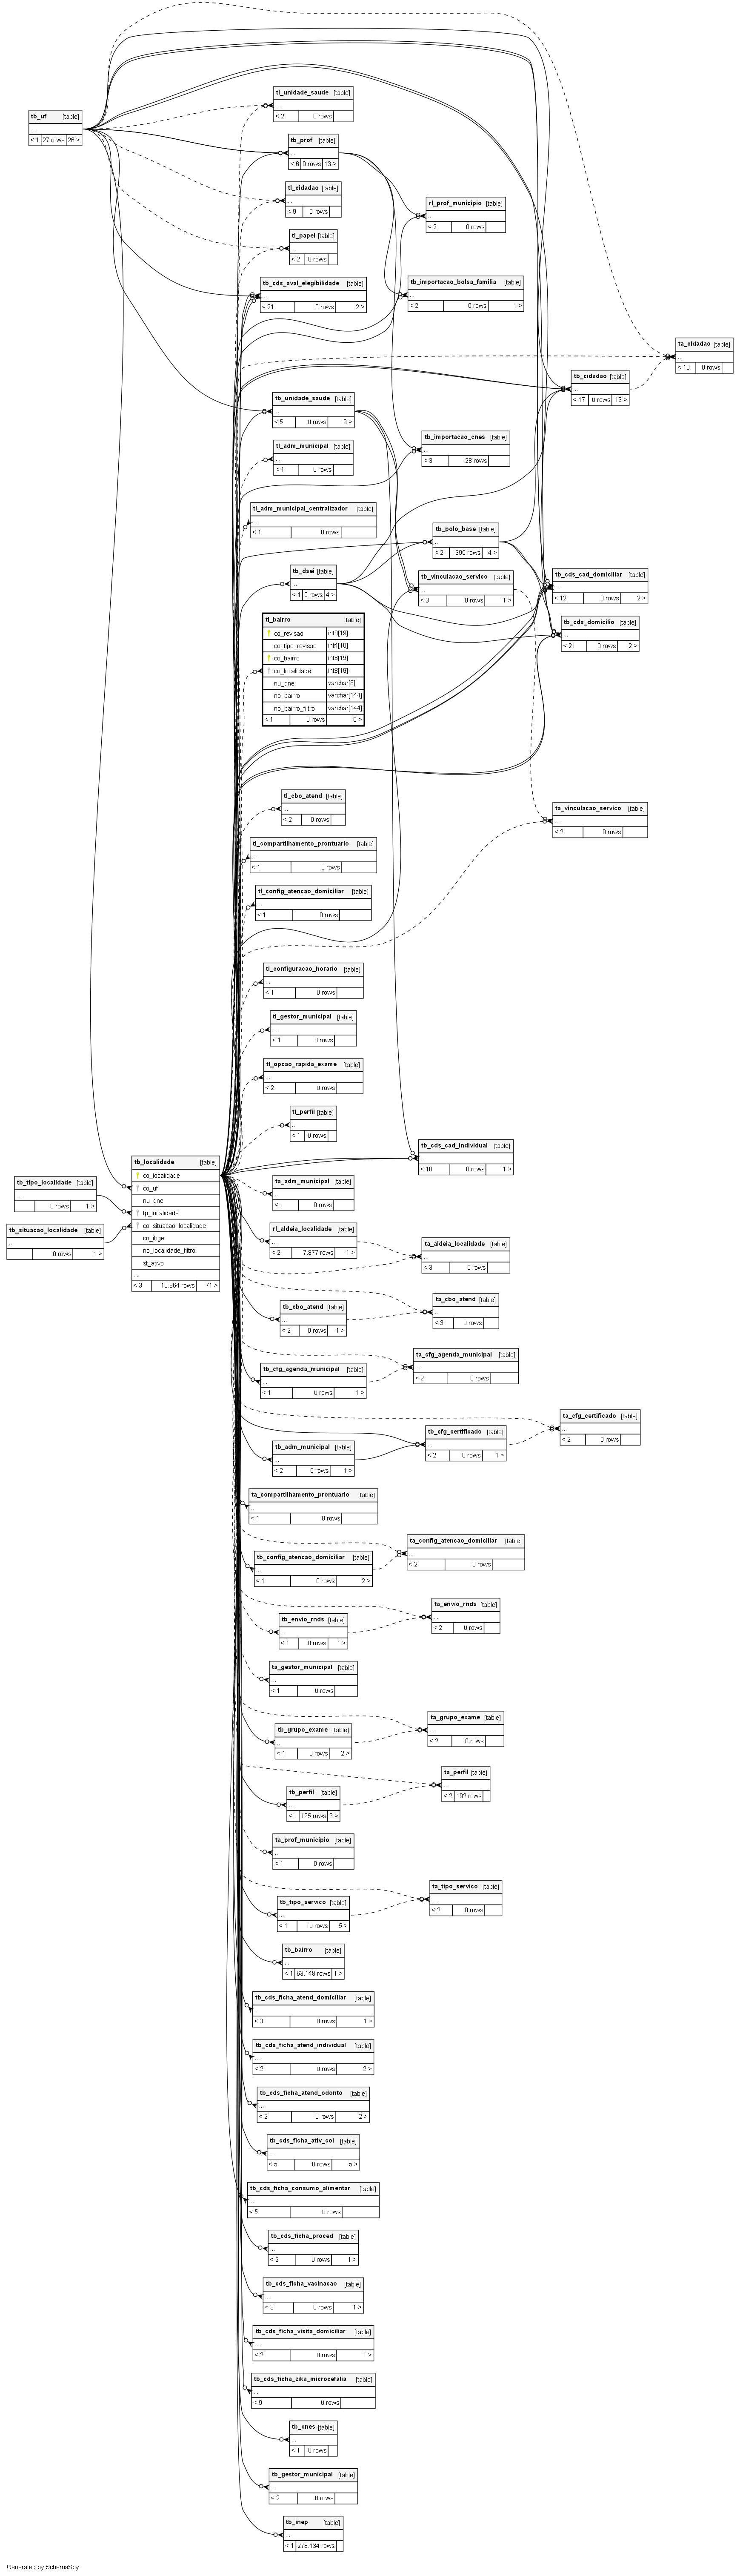 tb_uf [table]
...
< 1 27 rows 26 >
tl_unidade_saude [table]
...
< 2 0 rows
tb_prof [table]
...
< 6 0 rows 13 >
tl_cidadao [table]
...
< 9 0 rows
rl_prof_municipio [table]
...
< 2 0 rows
tl_papel [table]
...
< 2 0 rows
tb_cds_aval_elegibilidade [table]
...
< 21 0 rows 2 >
tb_importacao_bolsa_familia [table]
...
< 2 0 rows 1 >
ta_cidadao [table]
...
< 10 0 rows
tb_cidadao [table]
...
< 17 0 rows 13 >
tb_unidade_saude [table]
...
< 5 0 rows 19 >
tl_adm_municipal [table]
...
< 1 0 rows
tb_importacao_cnes [table]
...
< 3 28 rows
tl_adm_municipal_centralizador [table]
...
< 1 0 rows
tb_polo_base [table]
...
< 2 395 rows 4 >
tb_dsei [table]
...
< 1 0 rows 4 >
tb_vinculacao_servico [table]
...
< 3 0 rows 1 >
tb_cds_cad_domiciliar [table]
...
< 12 0 rows 2 >
tb_cds_domicilio [table]
...
< 21 0 rows 2 >
tl_bairro [table]
co_revisao int8[19]
co_tipo_revisao int4[10]
co_bairro int8[19]
co_localidade int8[19]
nu_dne varchar[8]
no_bairro varchar[144]
no_bairro_filtro varchar[144]
< 1 0 rows 0 >
tl_cbo_atend [table]
...
< 2 0 rows
ta_vinculacao_servico [table]
...
< 2 0 rows
tl_compartilhamento_prontuario [table]
...
< 1 0 rows
tl_config_atencao_domiciliar [table]
...
< 1 0 rows
tl_configuracao_horario [table]
...
< 1 0 rows
tl_gestor_municipal [table]
...
< 1 0 rows
tl_opcao_rapida_exame [table]
...
< 2 0 rows
tl_perfil [table]
...
< 1 0 rows
tb_cds_cad_individual [table]
...
< 10 0 rows 1 >
tb_localidade [table]
co_localidade
co_uf
nu_dne
tp_localidade
co_situacao_localidade
co_ibge
no_localidade_filtro
st_ativo
...
< 3 10.864 rows 71 >
tb_tipo_localidade [table]
...
0 rows 1 >
tb_situacao_localidade [table]
...
0 rows 1 >
ta_adm_municipal [table]
...
< 1 0 rows
rl_aldeia_localidade [table]
...
< 2 7.877 rows 1 >
ta_aldeia_localidade [table]
...
< 3 0 rows
tb_cbo_atend [table]
...
< 2 0 rows 1 >
ta_cbo_atend [table]
...
< 3 0 rows
tb_cfg_agenda_municipal [table]
...
< 1 0 rows 1 >
ta_cfg_agenda_municipal [table]
...
< 2 0 rows
ta_cfg_certificado [table]
...
< 2 0 rows
tb_cfg_certificado [table]
...
< 2 0 rows 1 >
tb_adm_municipal [table]
...
< 2 0 rows 1 >
ta_compartilhamento_prontuario [table]
...
< 1 0 rows
tb_config_atencao_domiciliar [table]
...
< 1 0 rows 2 >
ta_config_atencao_domiciliar [table]
...
< 2 0 rows
tb_envio_rnds [table]
...
< 1 0 rows 1 >
ta_envio_rnds [table]
...
< 2 0 rows
ta_gestor_municipal [table]
...
< 1 0 rows
tb_grupo_exame [table]
...
< 1 0 rows 2 >
ta_grupo_exame [table]
...
< 2 0 rows
tb_perfil [table]
...
< 1 195 rows 3 >
ta_perfil [table]
...
< 2 192 rows
ta_prof_municipio [table]
...
< 1 0 rows
tb_tipo_servico [table]
...
< 1 10 rows 5 >
ta_tipo_servico [table]
...
< 2 0 rows
tb_bairro [table]
...
< 1 63.148 rows 1 >
tb_cds_ficha_atend_domiciliar [table]
...
< 3 0 rows 1 >
tb_cds_ficha_atend_individual [table]
...
< 2 0 rows 2 >
tb_cds_ficha_atend_odonto [table]
...
< 2 0 rows 2 >
tb_cds_ficha_ativ_col [table]
...
< 5 0 rows 5 >
tb_cds_ficha_consumo_alimentar [table]
...
< 5 0 rows
tb_cds_ficha_proced [table]
...
< 2 0 rows 1 >
tb_cds_ficha_vacinacao [table]
...
< 3 0 rows 1 >
tb_cds_ficha_visita_domiciliar [table]
...
< 2 0 rows 1 >
tb_cds_ficha_zika_microcefalia [table]
...
< 9 0 rows
tb_cnes [table]
...
< 1 0 rows
tb_gestor_municipal [table]
...
< 2 0 rows
tb_inep [table]
...
< 1 278.134 rows
Generated by SchemaSpy